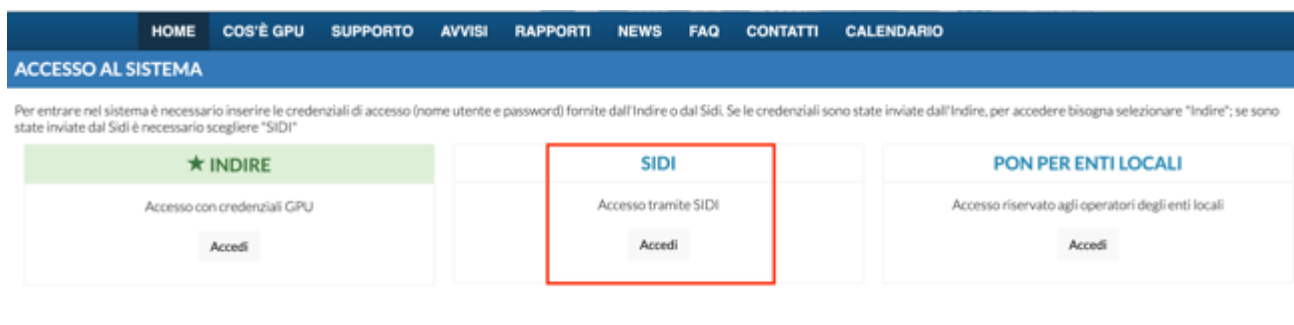 HOME COS'È GPU SUPPORTO AVVISI RAPPORTI NEWS FAQ CONTATTI CALENDARIO
ACCESSO AL SISTEMA
Per entrare nel sistema è necessario inserire le credenziali di accesso (nome utente e password) fornite dall'Indire o dal Sidi. Se le credenziali sono state inviate dall'Indire, per accedere bisogna selezionare "Indire"; se sono
state inviate dal Sidi è necessario scegliere "SIDI"
★ INDIRE
Accesso con credenziali GPU
Accedi
SIDI
Accesso tramite SIDI
Accedi
PON PER ENTI LOCALI
Accesso riservato agli operatori degli enti locali
Accedi